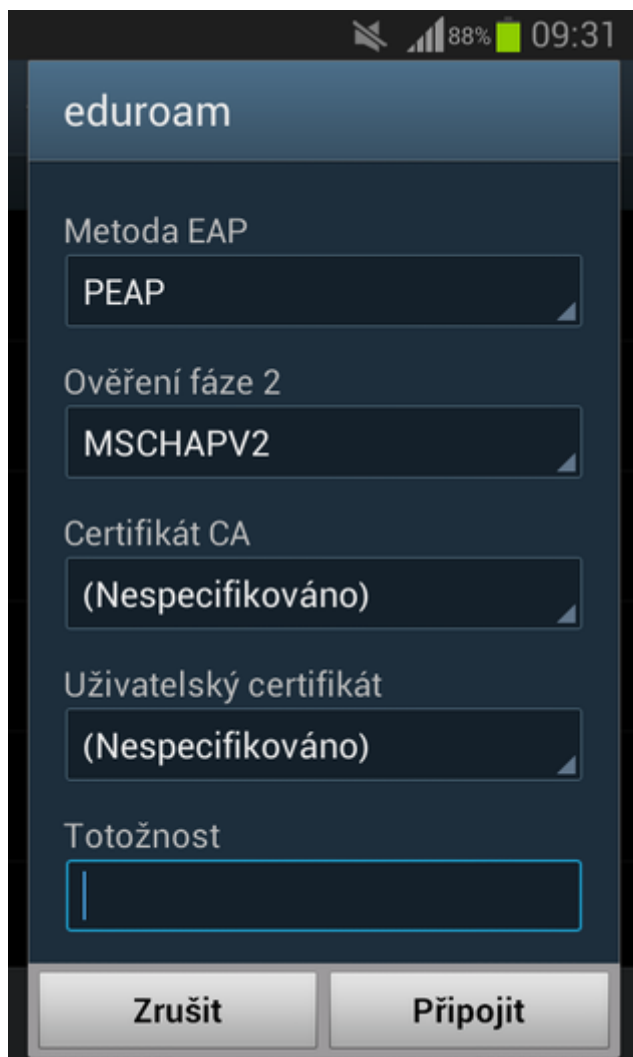 88% 09:31
eduroam
Metoda EAP
PEAP
Ověření fáze 2
MSCHAPV2
Certifikát CA
(Nespecifikováno)
Uživatelský certifikát
(Nespecifikováno)
Totožnost
Zrušit Připojit